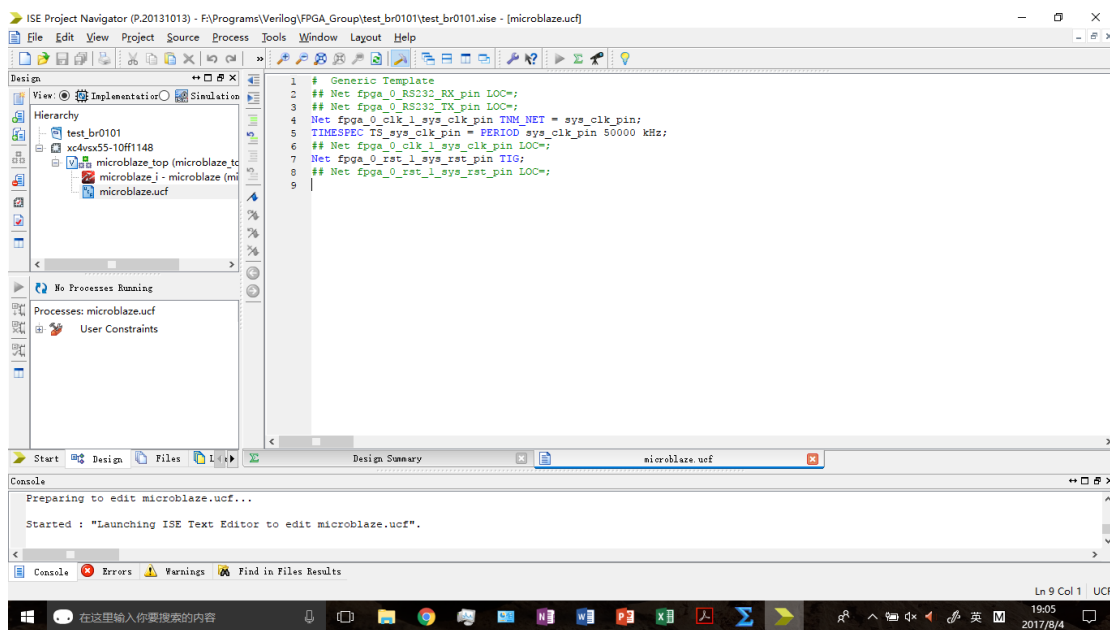 ISE Project Navigator (P.20131013) - F:\Programs\Verilog\FPGA_Group\test_br0101\test_br0101.xise - [microblaze.ucf]
File Edit View Project Source Process Tools Window Layout Help
Design
View: Implementation Simulation
Hierarchy
test_br0101
xc4vsx55-10ff1148
microblaze_top (microblaze_tc
microblaze_i - microblaze (mi
microblaze.ucf
No Processes Running
Processes: microblaze.ucf
User Constraints
1 # Generic Template
2 ## Net fpga_0_RS232_RX_pin LOC=;
3 ## Net fpga_0_RS232_TX_pin LOC=;
4 Net fpga_0_clk_1_sys_clk_pin TNM_NET = sys_clk_pin;
5 TIMESPEC TS_sys_clk_pin = PERIOD sys_clk_pin 50000 kHz;
6 ## Net fpga_0_clk_1_sys_clk_pin LOC=;
7 Net fpga_0_rst_1_sys_rst_pin TIG;
8 ## Net fpga_0_rst_1_sys_rst_pin LOC=;
9
Start Design Files L Design Summary microblaze.ucf
Console
Preparing to edit microblaze.ucf...
Started : "Launching ISE Text Editor to edit microblaze.ucf".
Console Errors Warnings Find in Files Results
Ln 9 Col 1 UCF
在这里输入你要搜索的内容
英 M
19:05
2017/8/4